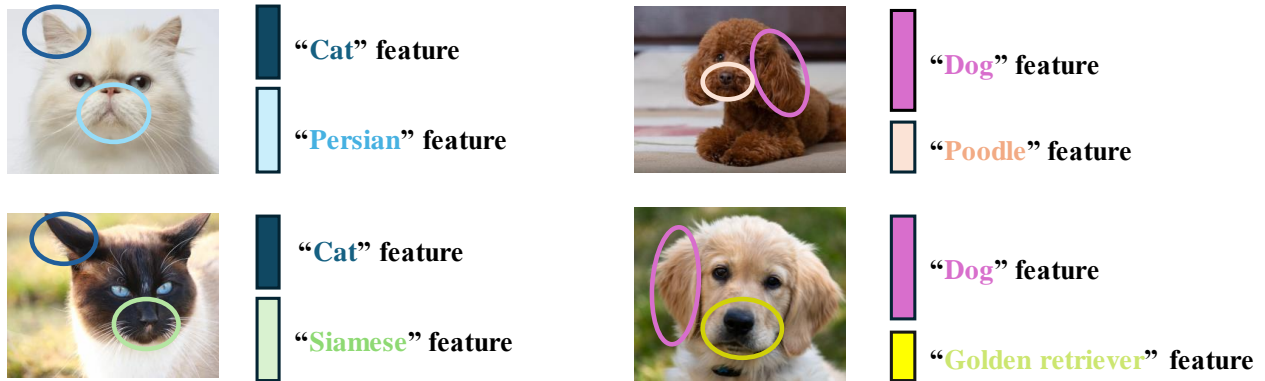 “Cat” feature
“Persian” feature
“Dog” feature
“Poodle” feature
“Cat” feature
“Siamese” feature
“Dog” feature
“Golden retriever” feature